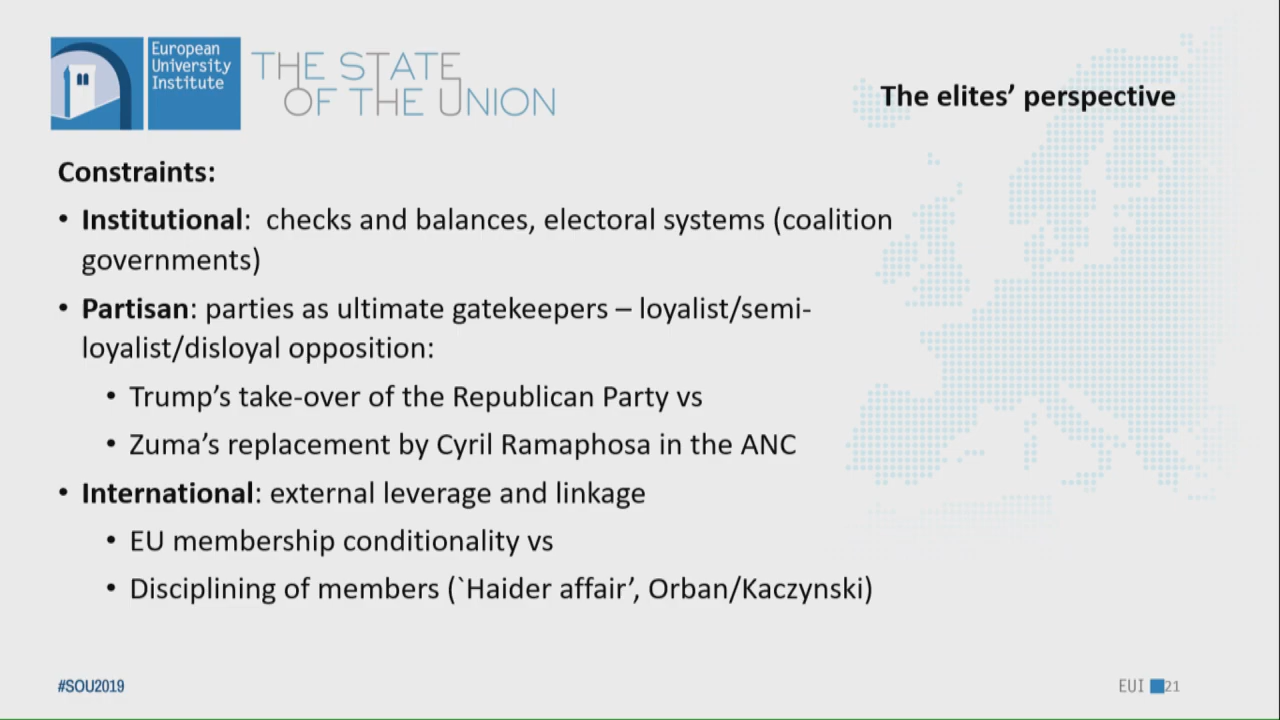 European
University
Institute
THE STATE
OF THE UNION
The elites’ perspective
Constraints:
• Institutional:  checks and balances, electoral systems (coalition
governments)
• Partisan: parties as ultimate gatekeepers – loyalist/semi-
loyalist/disloyal opposition:
• Trump’s take-over of the Republican Party vs
• Zuma’s replacement by Cyril Ramaphosa in the ANC
• International: external leverage and linkage
• EU membership conditionality vs
• Disciplining of members (`Haider affair’, Orban/Kaczynski)
#SOU2019
EUI 21